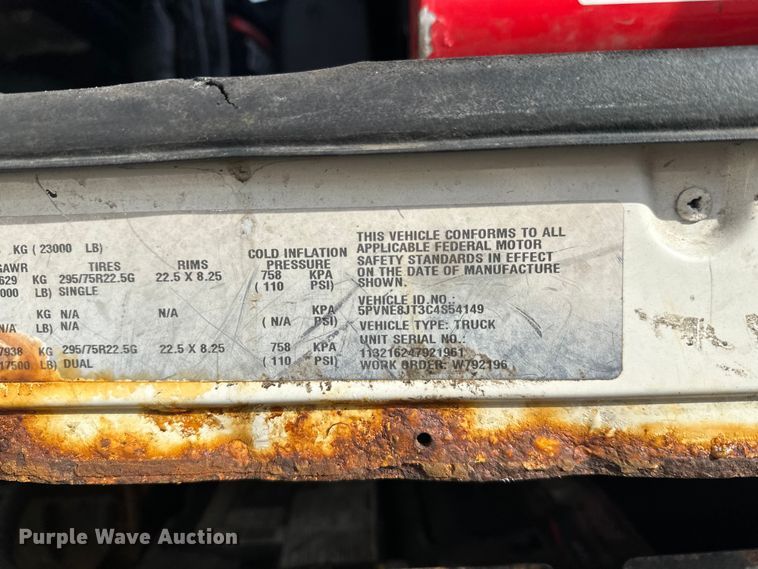 KG ( 23000 LB)
GAWR TIRES RIMS COLD INFLATION PRESSURE
629 KG 295/75R22.5G 22.5 X 8.25 758 KPA
000 LB) SINGLE ( 110 PSI)
KG N/A N/A KPA
LB) N/A (N/A PSI)
7938 KG 295/75R22.5G 22.5 X 8.25 758 KPA
17500 LB) DUAL ( 110 PSI)
THIS VEHICLE CONFORMS TO ALL
APPLICABLE FEDERAL MOTOR
SAFETY STANDARDS IN EFFECT
ON THE DATE OF MANUFACTURE
SHOWN.
VEHICLE ID NO.:
5PVNE8JT3C4S54149
VEHICLE TYPE: TRUCK
UNIT SERIAL NO:
113216247921961
WORK ORDER: W792196
Purple Wave Auction